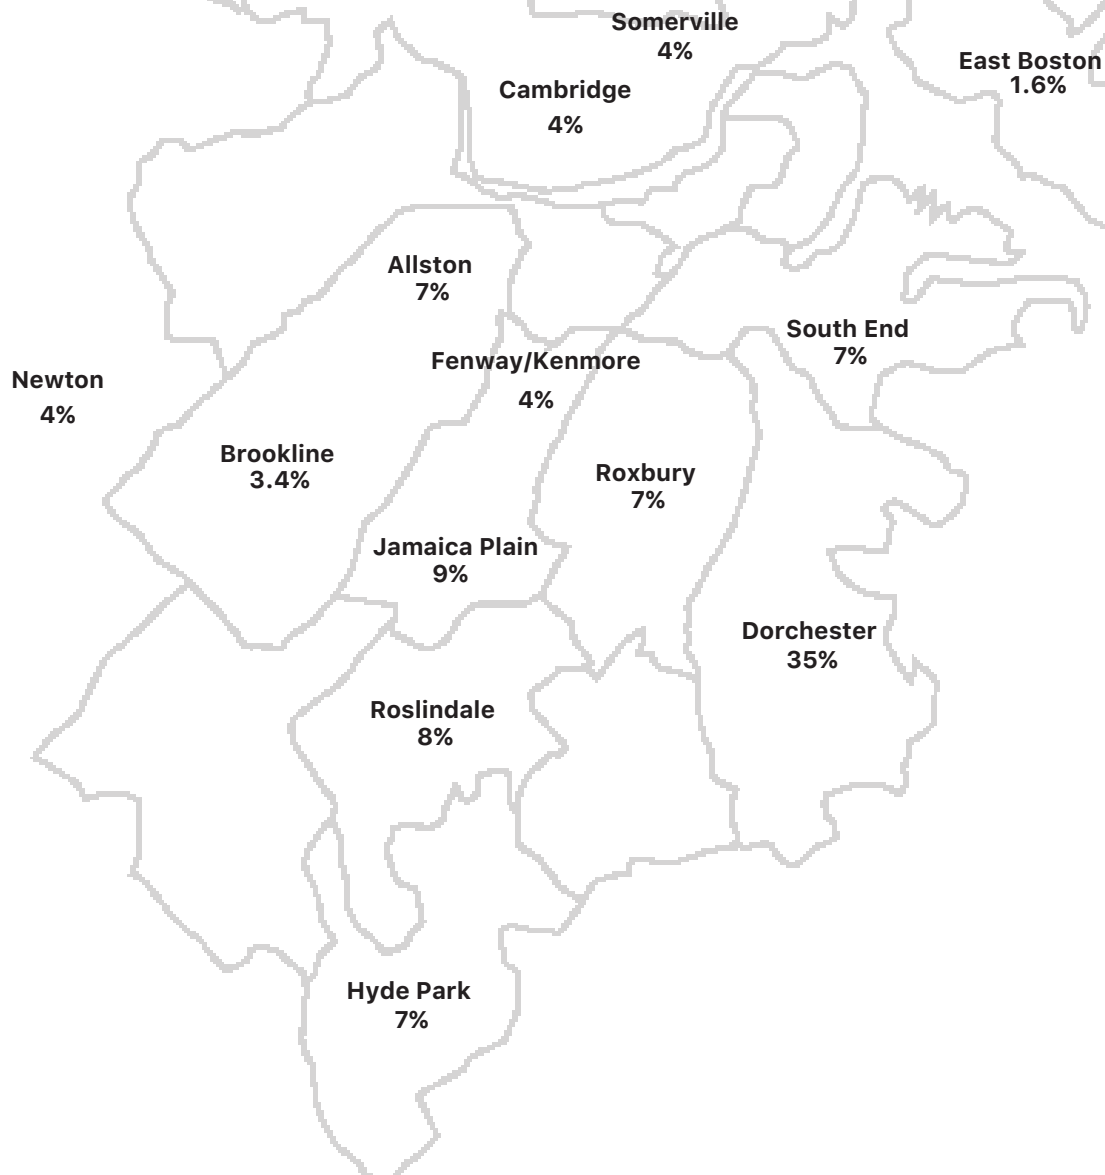 Somerville
4%
East Boston
1.6%
Cambridge
4%
Allston
7%
South End
7%
Fenway/Kenmore
4%
Newton
4%
Brookline
3.4%
Roxbury
7%
Jamaica Plain
9%
Dorchester
35%
Roslindale
8%
Hyde Park
7%